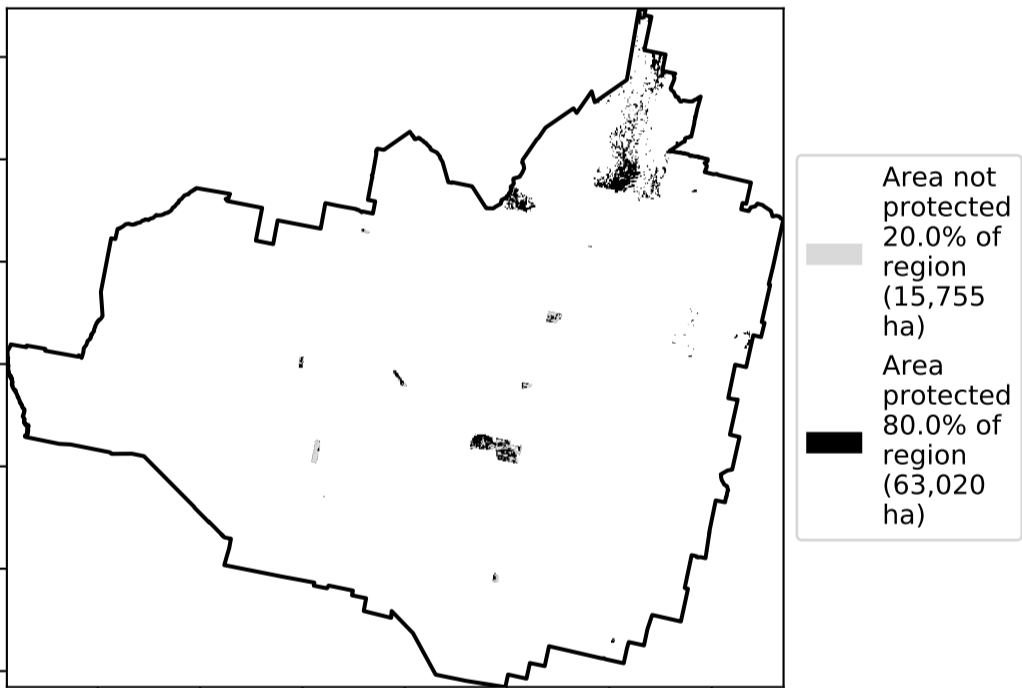 Area not
protected
20.0% of
region
(15,755
ha)
Area
protected
80.0% of
region
(63,020
ha)